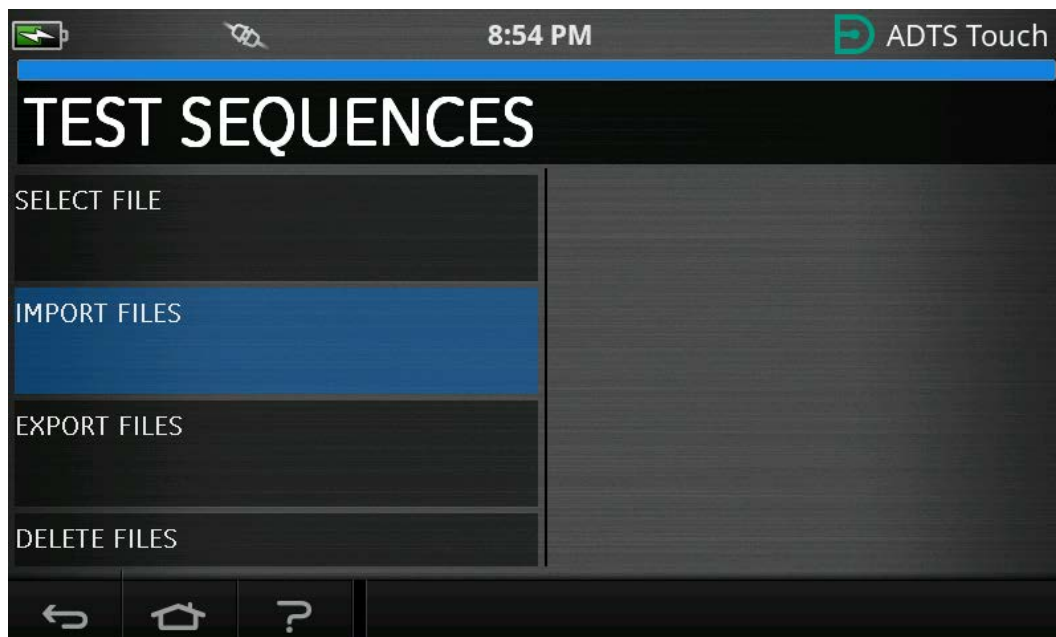 8:54 PM
ADTS Touch
TEST SEQUENCES
SELECT FILE
IMPORT FILES
EXPORT FILES
DELETE FILES
?